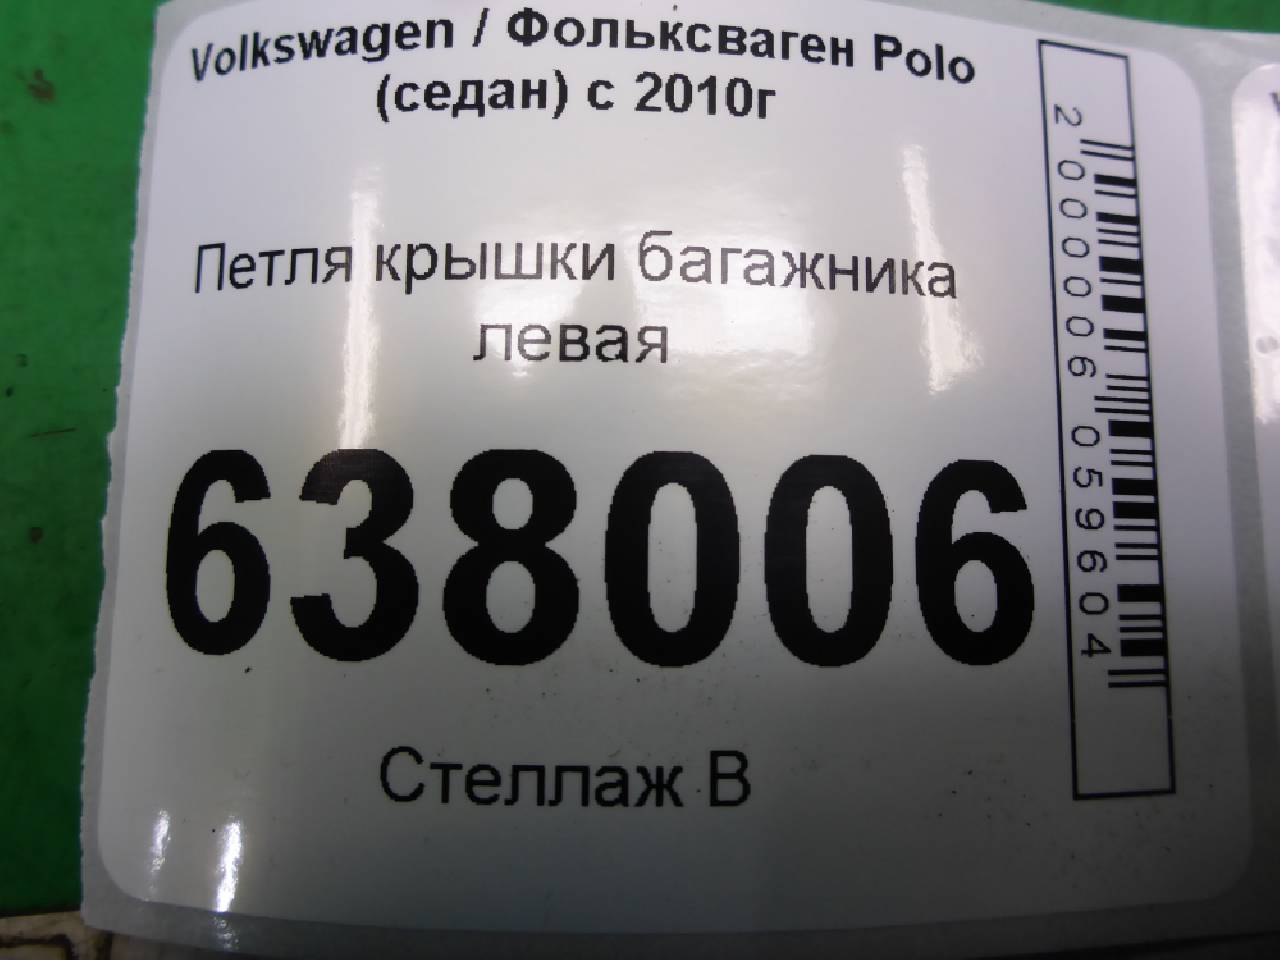 Volkswagen / Фольксваген Polo
(седан) с 2010г
Петля крышки багажника
левая
638006
Стеллаж В
2000006059604